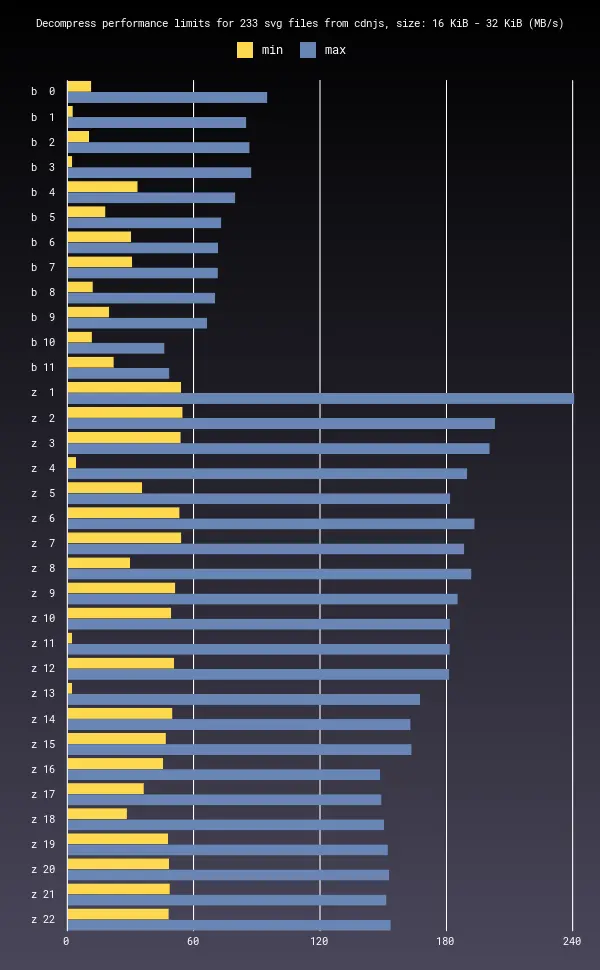 Decompress performance limits for 233 svg files from cdnjs, size: 16 KiB - 32 KiB (MB/s)
min max
b 0
b 1
b 2
b 3
b 4
b 5
b 6
b 7
b 8
b 9
b 10
b 11
z 1
z 2
z 3
z 4
z 5
z 6
z 7
z 8
z 9
z 10
z 11
z 12
z 13
z 14
z 15
z 16
z 17
z 18
z 19
z 20
z 21
z 22
0 60 120 180 240